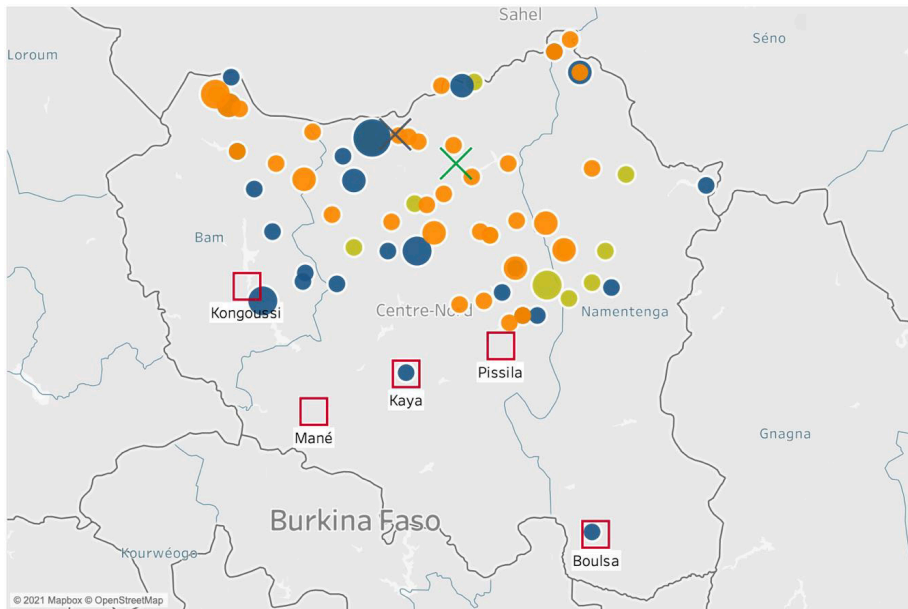 Sahel
Séno
Loroum
Bam
Kongoussi
Centre-Nord
Namentenga
Pissila
Kaya
Mané
Gnagna
Burkina Faso
Kourwéogo
Boulsa
© 2021 Mapbox © OpenStreetMap